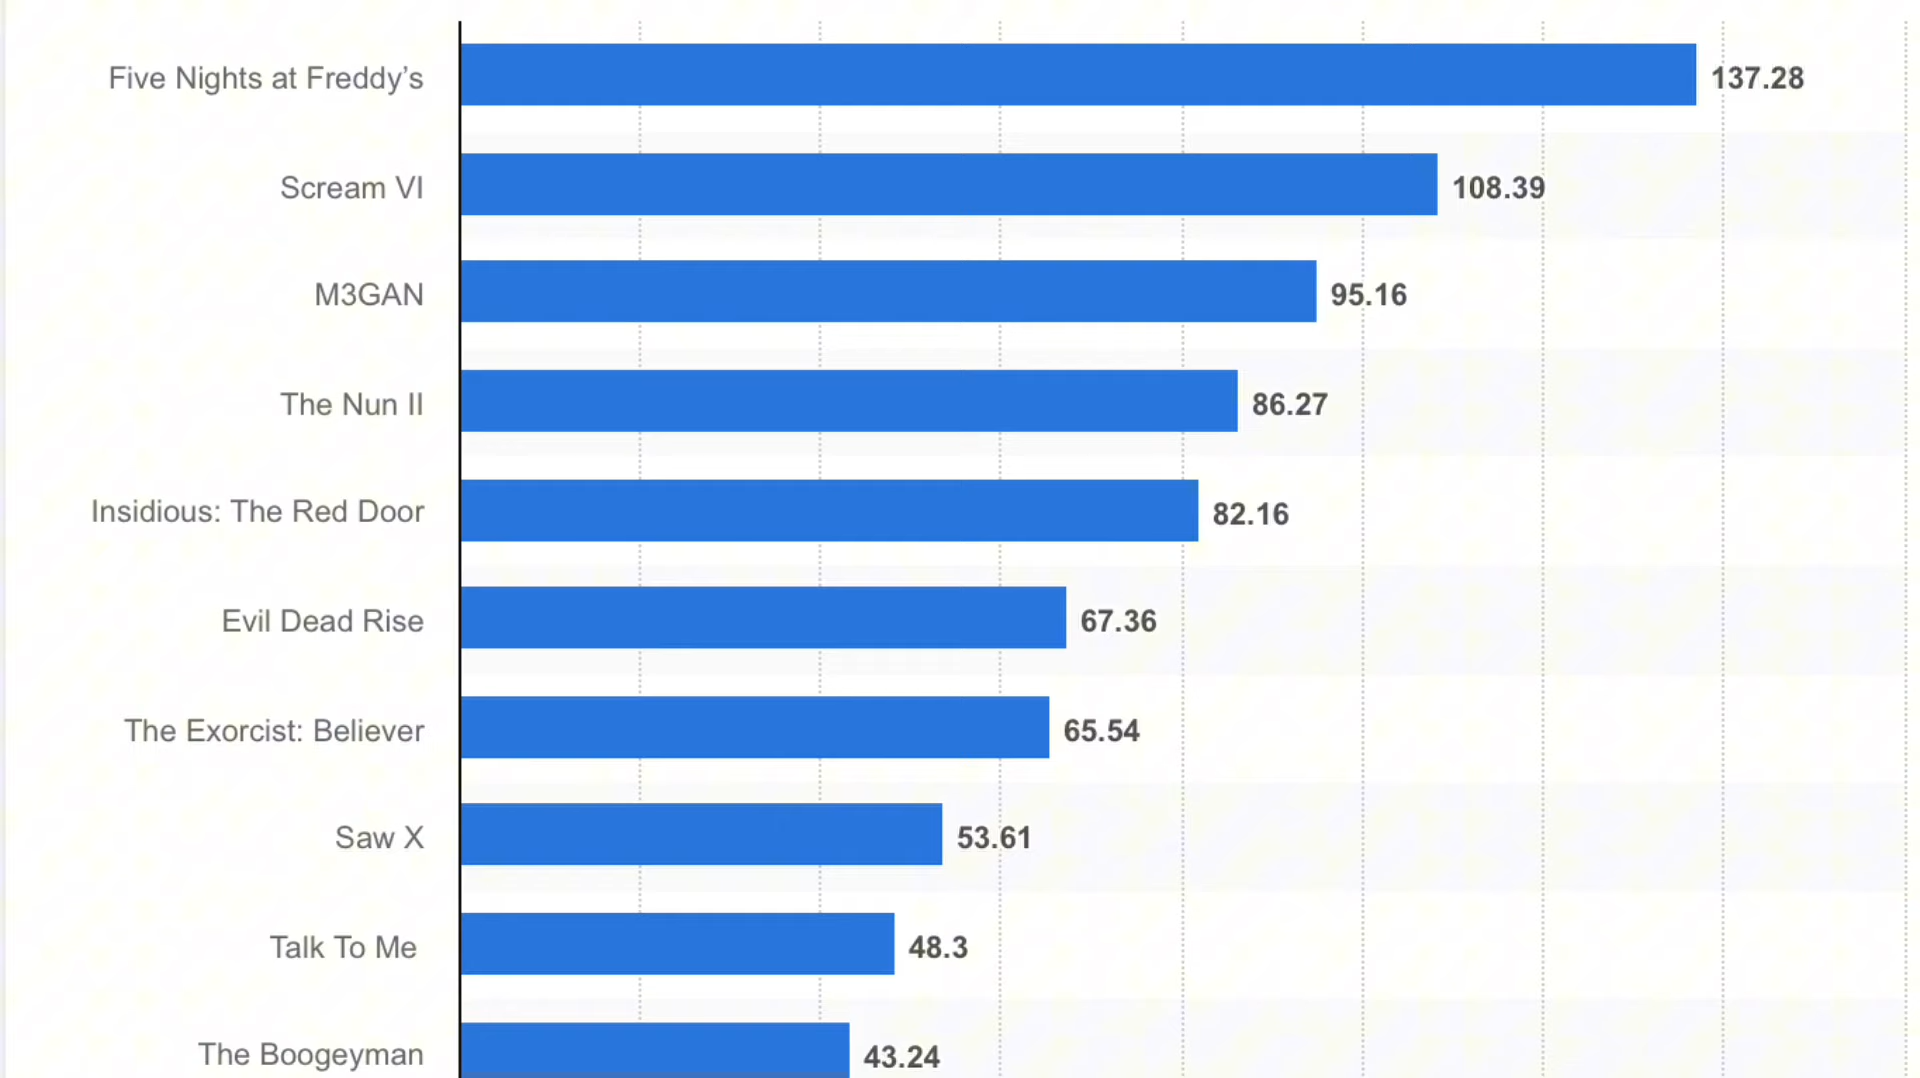 Five Nights at Freddy’s 137.28
Scream VI 108.39
M3GAN 95.16
The Nun II 86.27
Insidious: The Red Door 82.16
Evil Dead Rise 67.36
The Exorcist: Believer 65.54
Saw X 53.61
Talk To Me 48.3
The Boogeyman 43.24